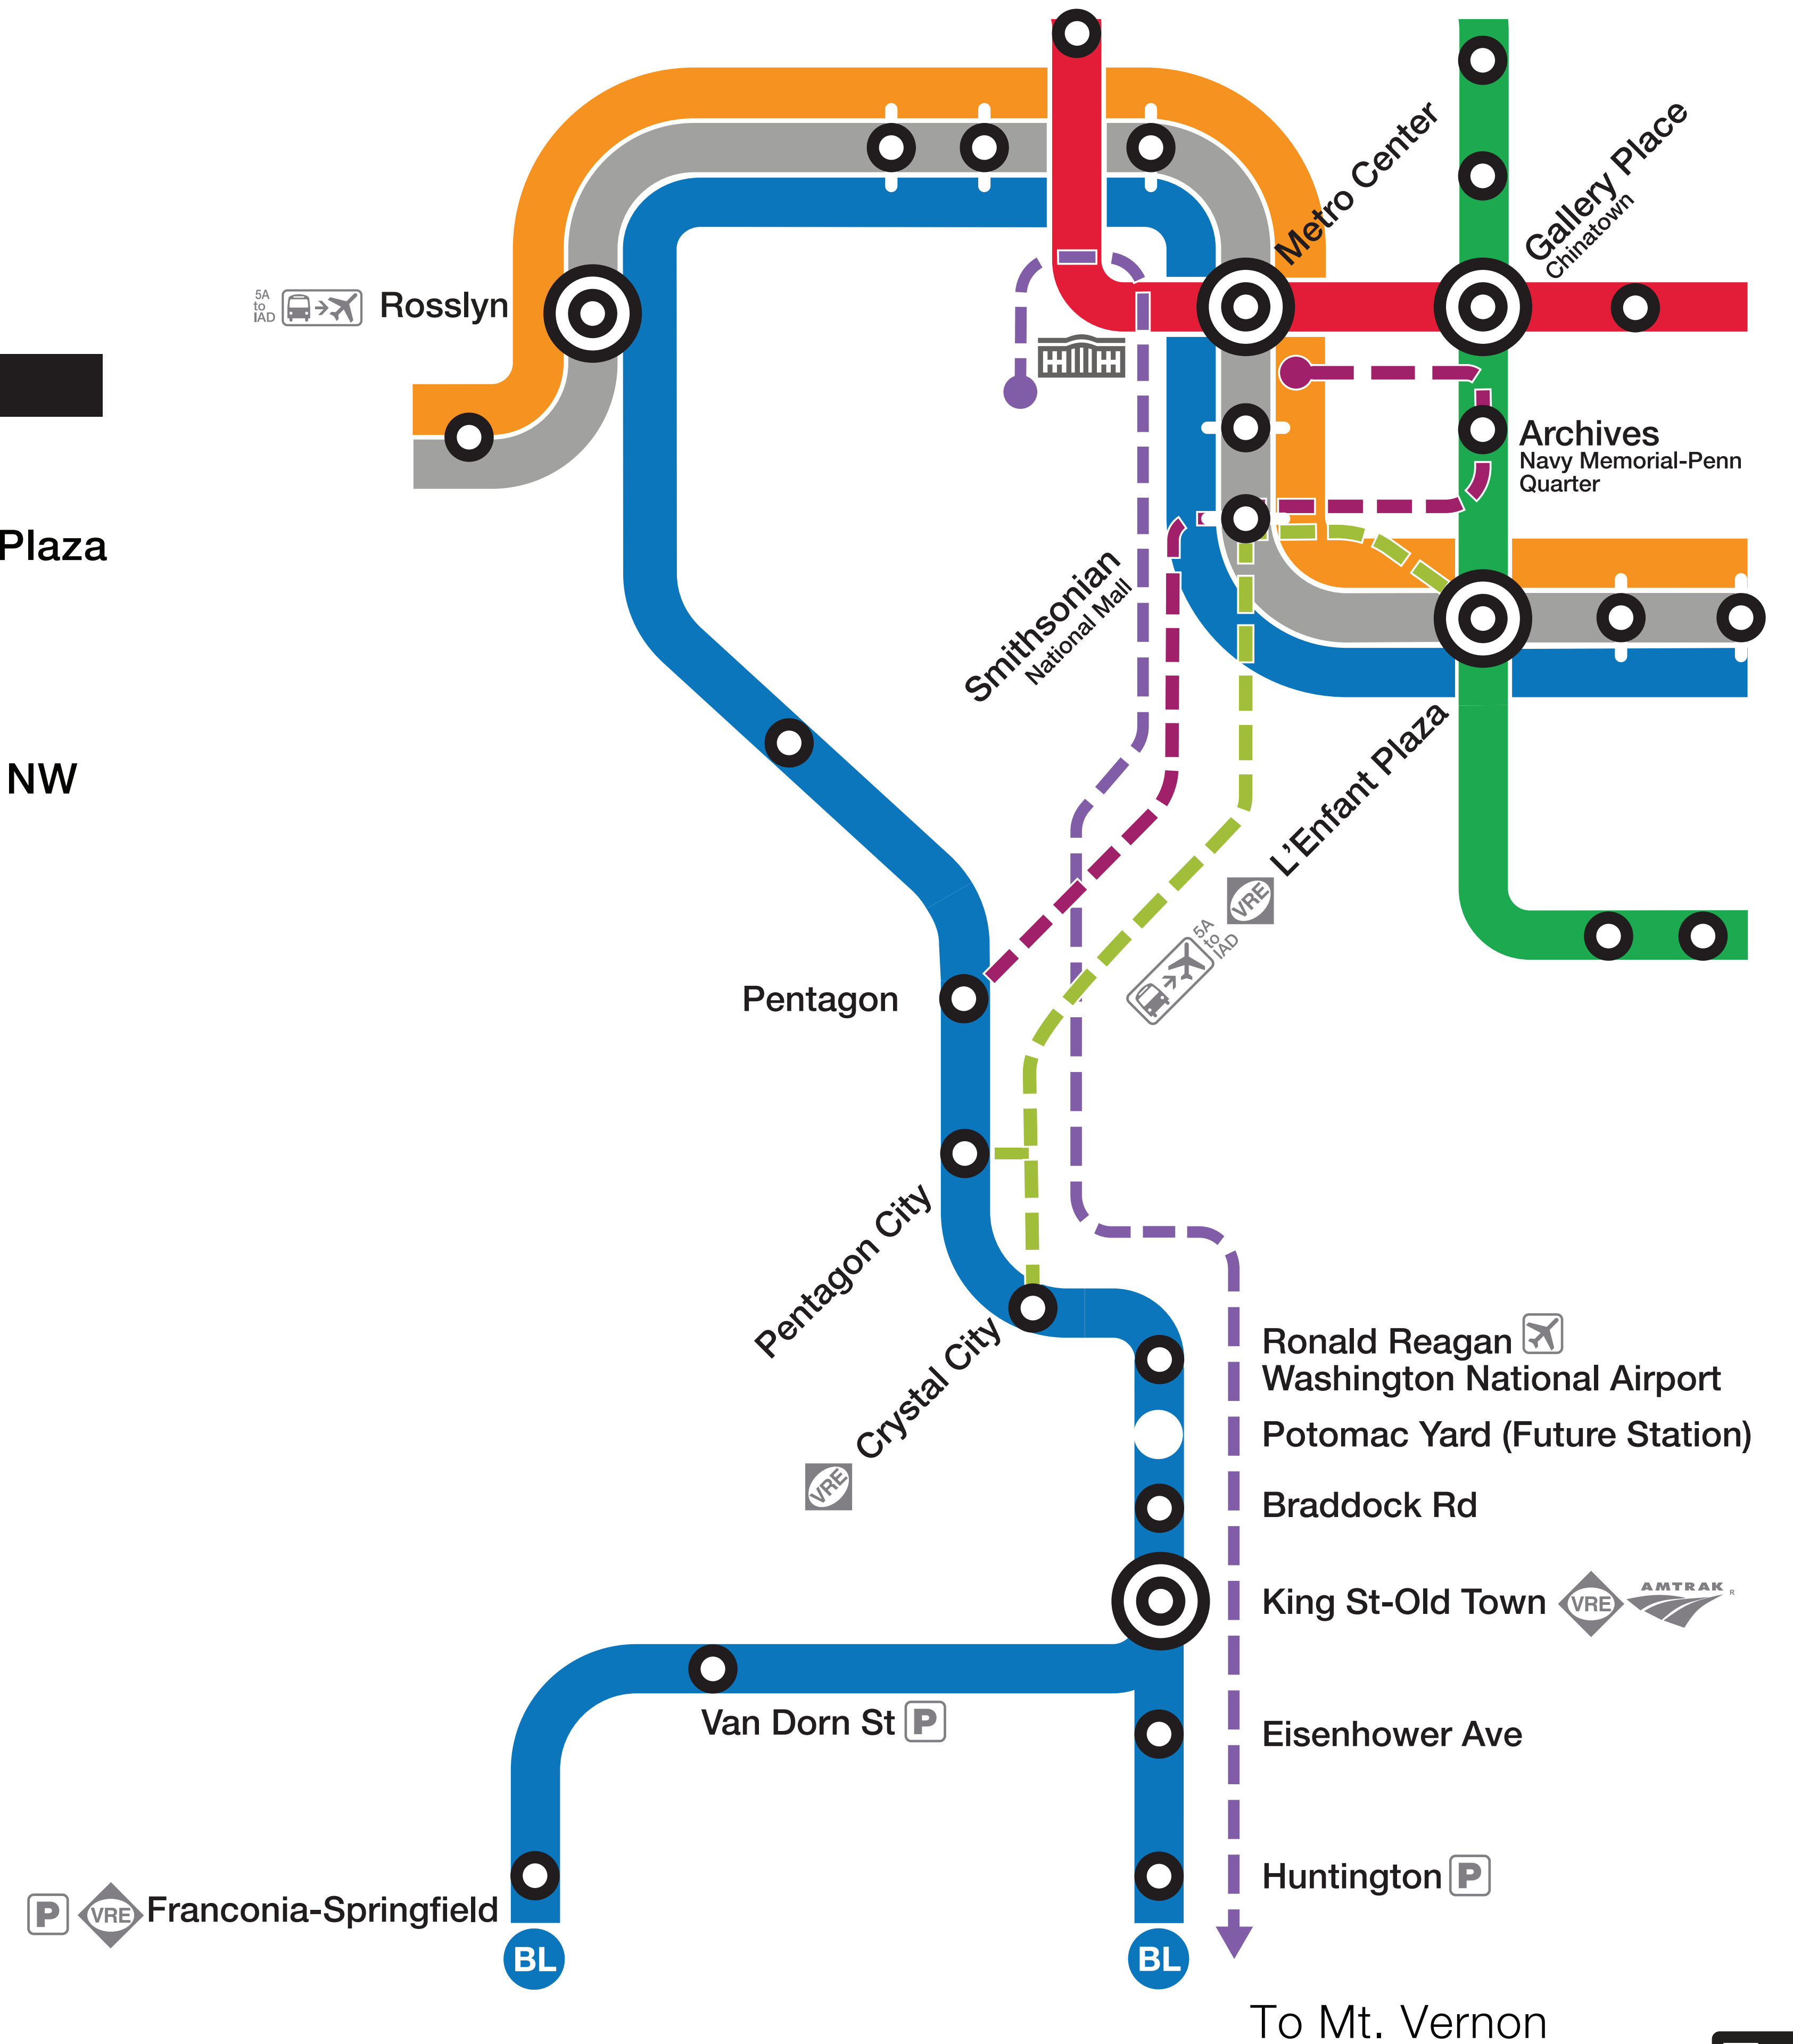 Metro Center
Gallery Place
Chinatown
5A
to
IAD
Rosslyn
Archives
Navy Memorial-Penn
Quarter
Plaza
Smithsonian
National Mall
NW
L'Enfant Plaza
VRE
5A
to
IAD
Pentagon
Pentagon City
Crystal City
VRE
Ronald Reagan
Washington National Airport
Potomac Yard (Future Station)
Braddock Rd
King St-Old Town VRE AMTRAK R
Van Dorn St P
Eisenhower Ave
Huntington P
P VRE Franconia-Springfield
BL
BL
To Mt. Vernon